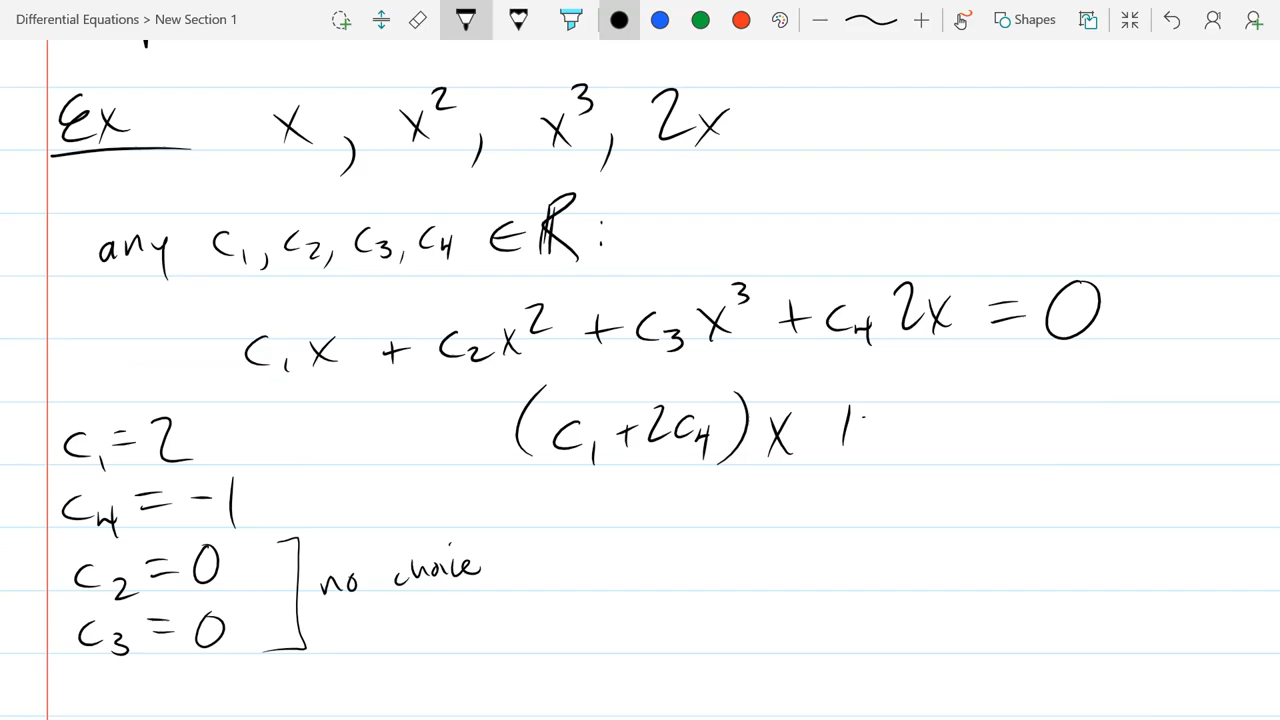 Differential Equations > New Section 1
Shapes
Ex x, x², x³, 2x
any c₁, c₂, c₃, c₄ ∈ ℝ:
c₁x + c₂x² + c₃x³ + c₄2x = 0
(c₁+2c₄)x
c₁ = 2
c₄ = -1
c₂ = 0
c₃ = 0
] no choice